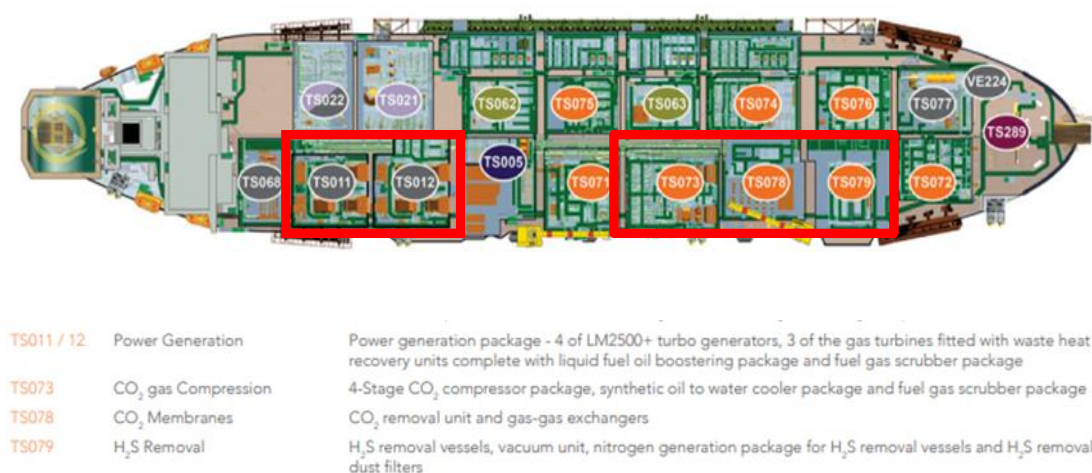 TS022 TS021 TS062 TS075 TS063 TS074 TS076 TS077 VE224
TS289
TS068 TS011 TS012 TS005 TS071 TS073 TS078 TS079 TS072
TS011 / 12 Power Generation Power generation package - 4 of LM2500+ turbo generators, 3 of the gas turbines fitted with waste heat
recovery units complete with liquid fuel oil boostering package and fuel gas scrubber package
TS073 CO₂ gas Compression 4-Stage CO₂ compressor package, synthetic oil to water cooler package and fuel gas scrubber package
TS078 CO₂ Membranes CO₂ removal unit and gas-gas exchangers
TS079 H₂S Removal H₂S removal vessels, vacuum unit, nitrogen generation package for H₂S removal vessels and H₂S removal
dust filters